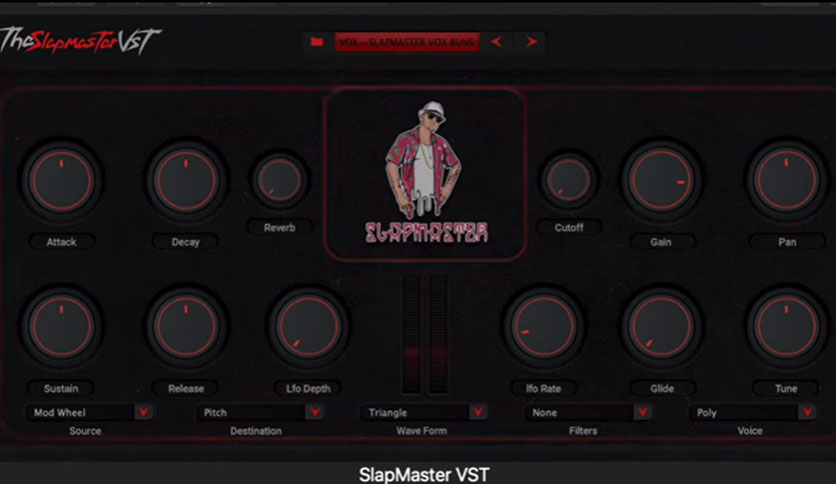 TheSlapmasterVST
VOX - SLAPMASTER VOX RUNS
SLAPMASTER
Attack
Decay
Reverb
Cutoff
Gain
Pan
Sustain
Release
Lfo Depth
lfo Rate
Glide
Tune
Mod Wheel
Pitch
Triangle
None
Poly
Source
Destination
Wave Form
Filters
Voice
SlapMaster VST